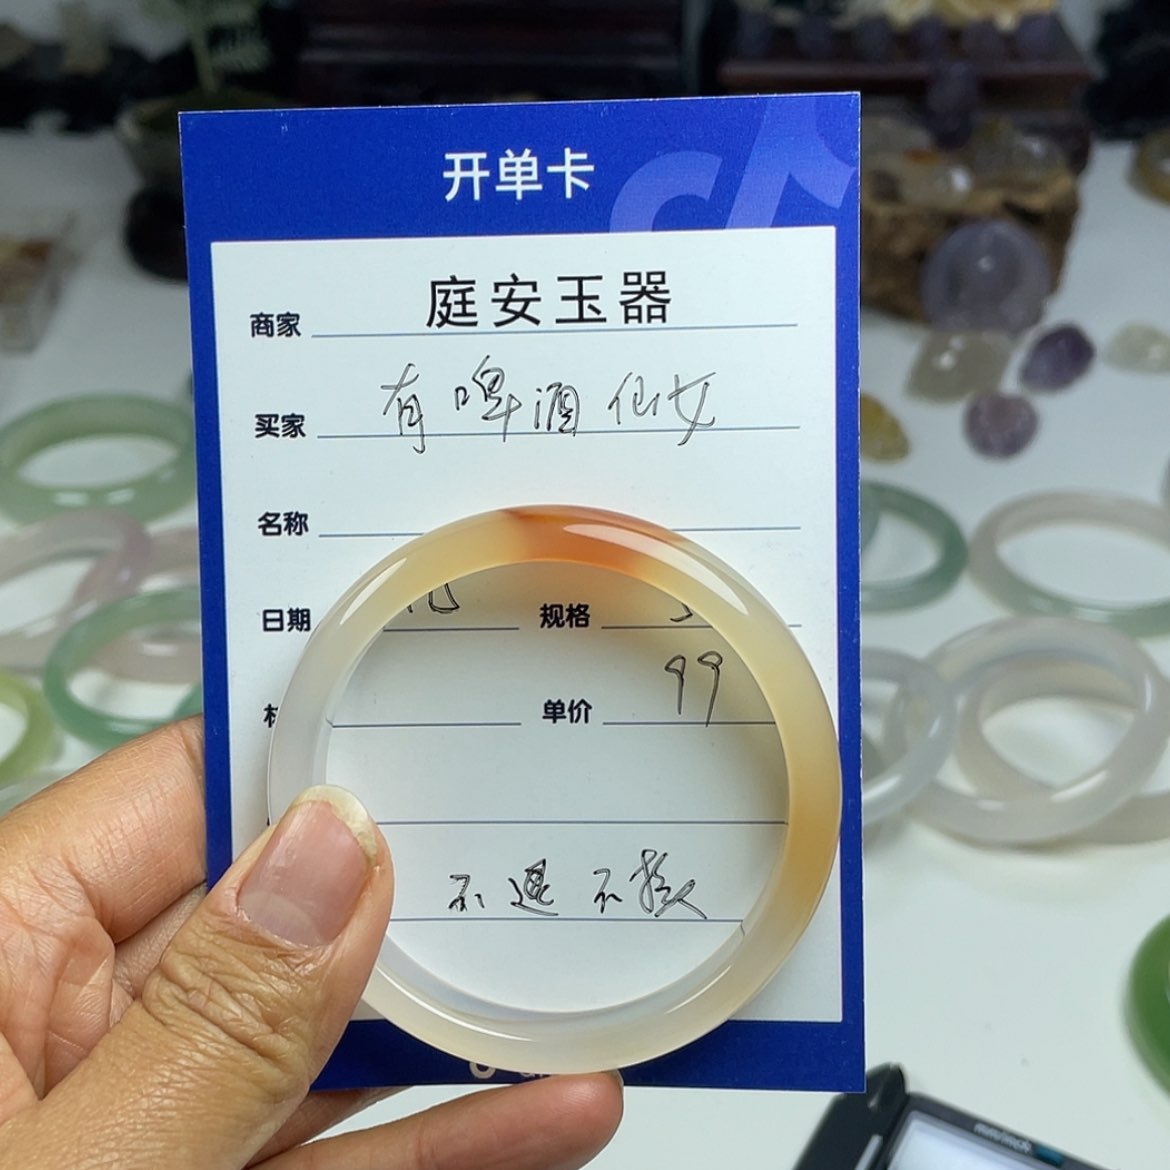 开单卡
商家 庭安玉器
买家 有啤酒仙女
名称
日期 规格
单价 99
不退不换